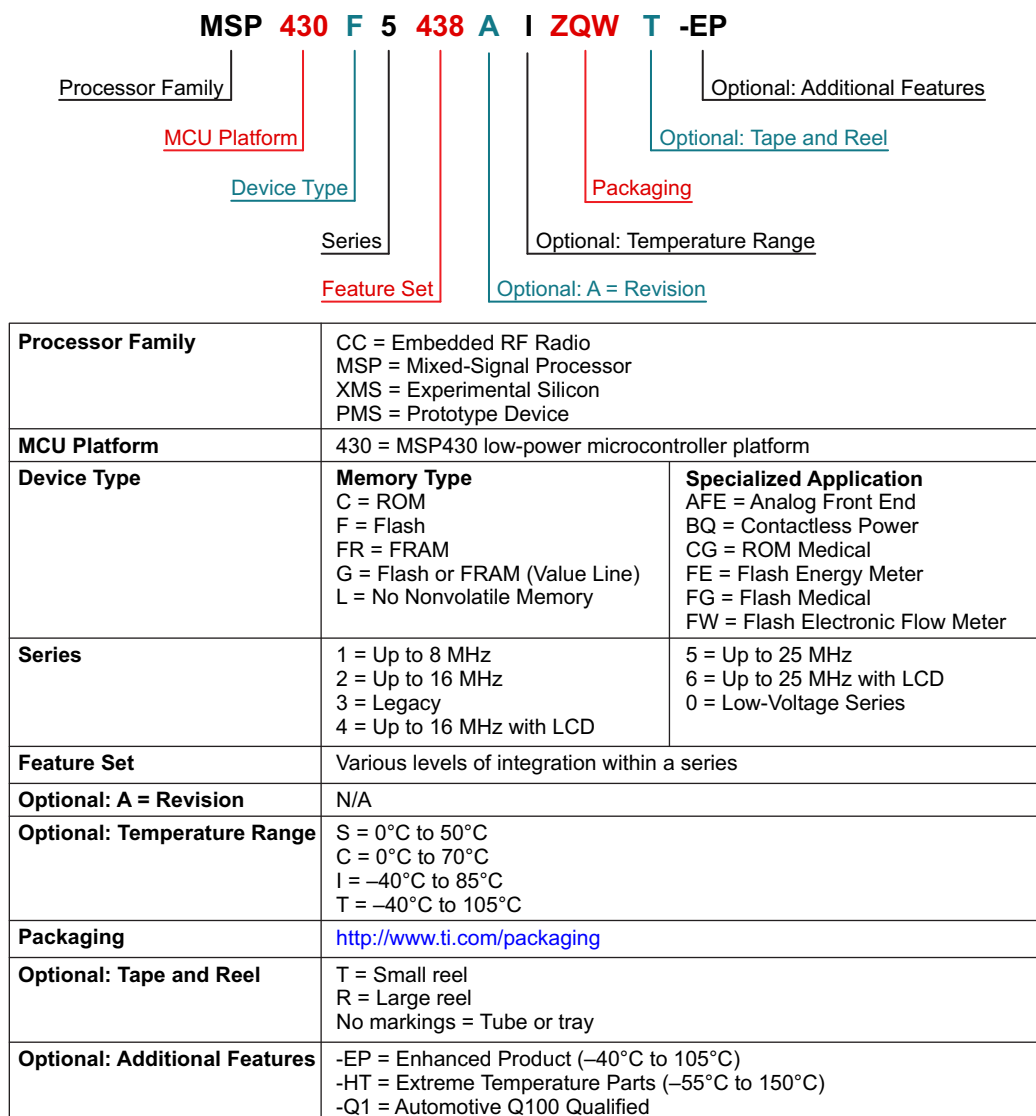 MSP 430 F 5 438 A I ZQW T -EP
Processor Family
Optional: Additional Features
MCU Platform
Optional: Tape and Reel
Device Type
Packaging
Series
Optional: Temperature Range
Feature Set
Optional: A = Revision
Processor Family
CC = Embedded RF Radio
MSP = Mixed-Signal Processor
XMS = Experimental Silicon
PMS = Prototype Device
MCU Platform
430 = MSP430 low-power microcontroller platform
Device Type
Memory Type
C = ROM
F = Flash
FR = FRAM
G = Flash or FRAM (Value Line)
L = No Nonvolatile Memory
Specialized Application
AFE = Analog Front End
BQ = Contactless Power
CG = ROM Medical
FE = Flash Energy Meter
FG = Flash Medical
FW = Flash Electronic Flow Meter
Series
1 = Up to 8 MHz
2 = Up to 16 MHz
3 = Legacy
4 = Up to 16 MHz with LCD
5 = Up to 25 MHz
6 = Up to 25 MHz with LCD
0 = Low-Voltage Series
Feature Set
Various levels of integration within a series
Optional: A = Revision
N/A
Optional: Temperature Range
S = 0°C to 50°C
C = 0°C to 70°C
I = –40°C to 85°C
T = –40°C to 105°C
Packaging
http://www.ti.com/packaging
Optional: Tape and Reel
T = Small reel
R = Large reel
No markings = Tube or tray
Optional: Additional Features
-EP = Enhanced Product (–40°C to 105°C)
-HT = Extreme Temperature Parts (–55°C to 150°C)
-Q1 = Automotive Q100 Qualified